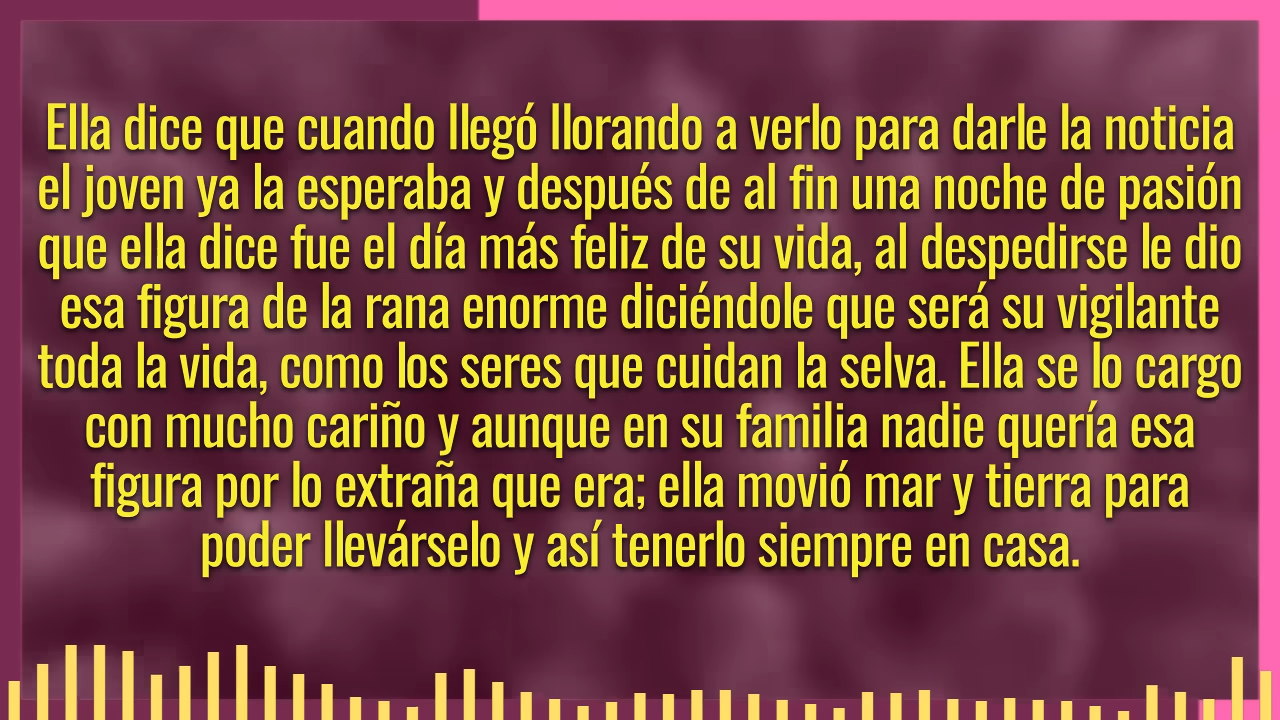 Ella dice que cuando llegó llorando a verlo para darle la noticia
el joven ya la esperaba y después de al fin una noche de pasión
que ella dice fue el día más feliz de su vida, al despedirse le dio
esa figura de la rana enorme diciéndole que será su vigilante
toda la vida, como los seres que cuidan la selva. Ella se lo cargo
con mucho cariño y aunque en su familia nadie quería esa
figura por lo extraña que era; ella movió mar y tierra para
poder llevárselo y así tenerlo siempre en casa.